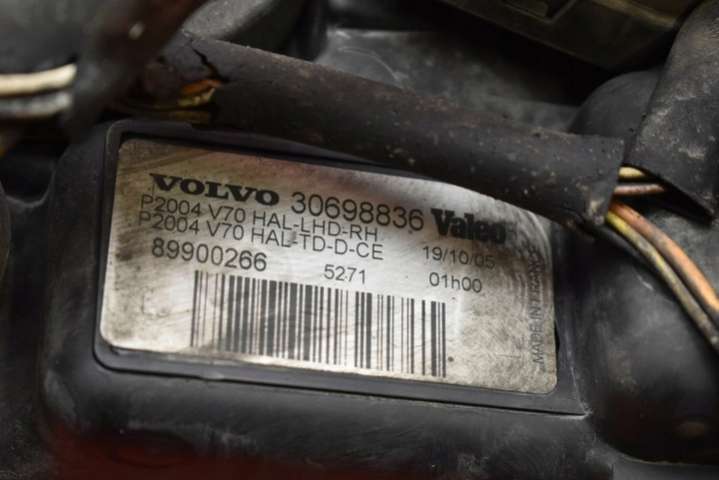 VOLVO 30698836 Valeo
P2004 V70 HAL-LHD-RH
P2004 V70 HAL-TD-D-CE 19/10/05
89900266 5271 01h00
MADE IN FRANCE